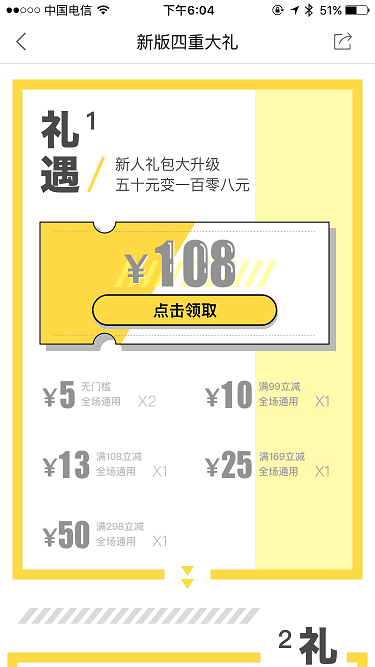 中国电信 下午6:04 51%
新版四重大礼
礼 1
遇
新人礼包大升级
五十元变一百零八元
¥108
点击领取
¥5 无门槛 全场通用 X2
¥10 满99立减 全场通用 X1
¥13 满108立减 全场通用 X1
¥25 满169立减 全场通用 X1
¥50 满298立减 全场通用 X1
2 礼